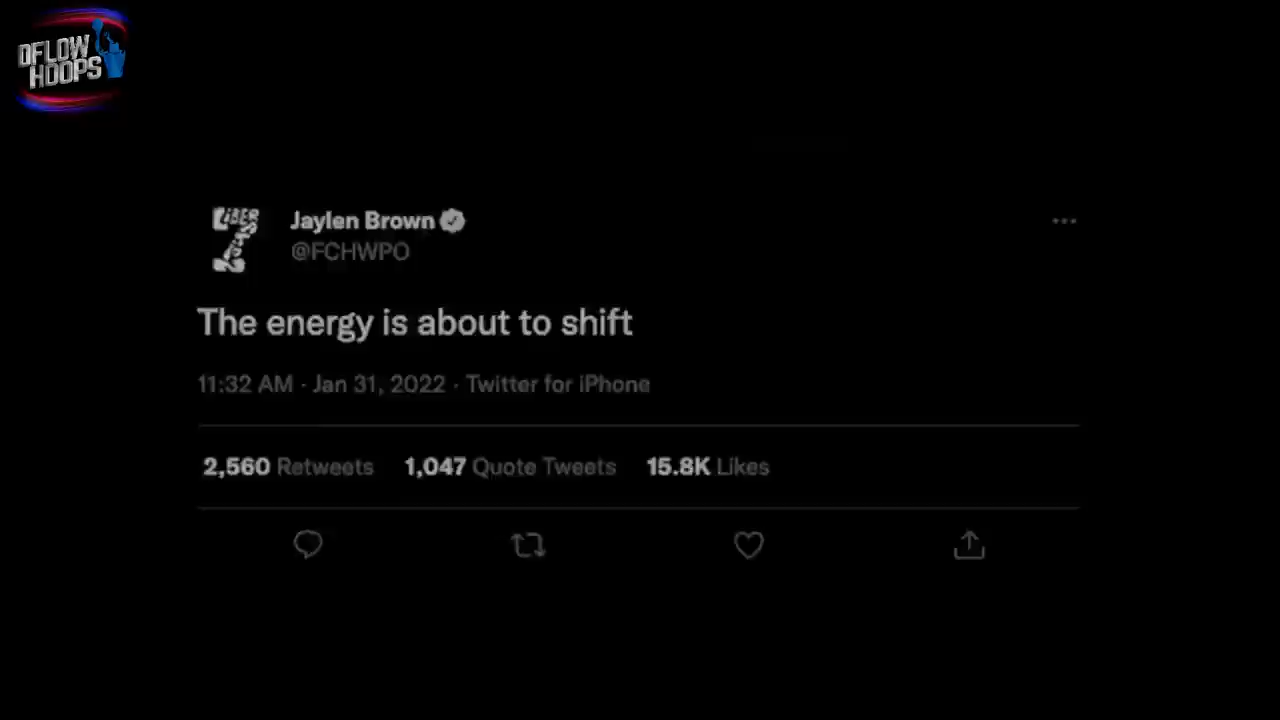 DFLOW
HOOPS
LIBER
Jaylen Brown
@FCHWPO
The energy is about to shift
11:32 AM · Jan 31, 2022 · Twitter for iPhone
2,560 Retweets 1,047 Quote Tweets 15.8K Likes